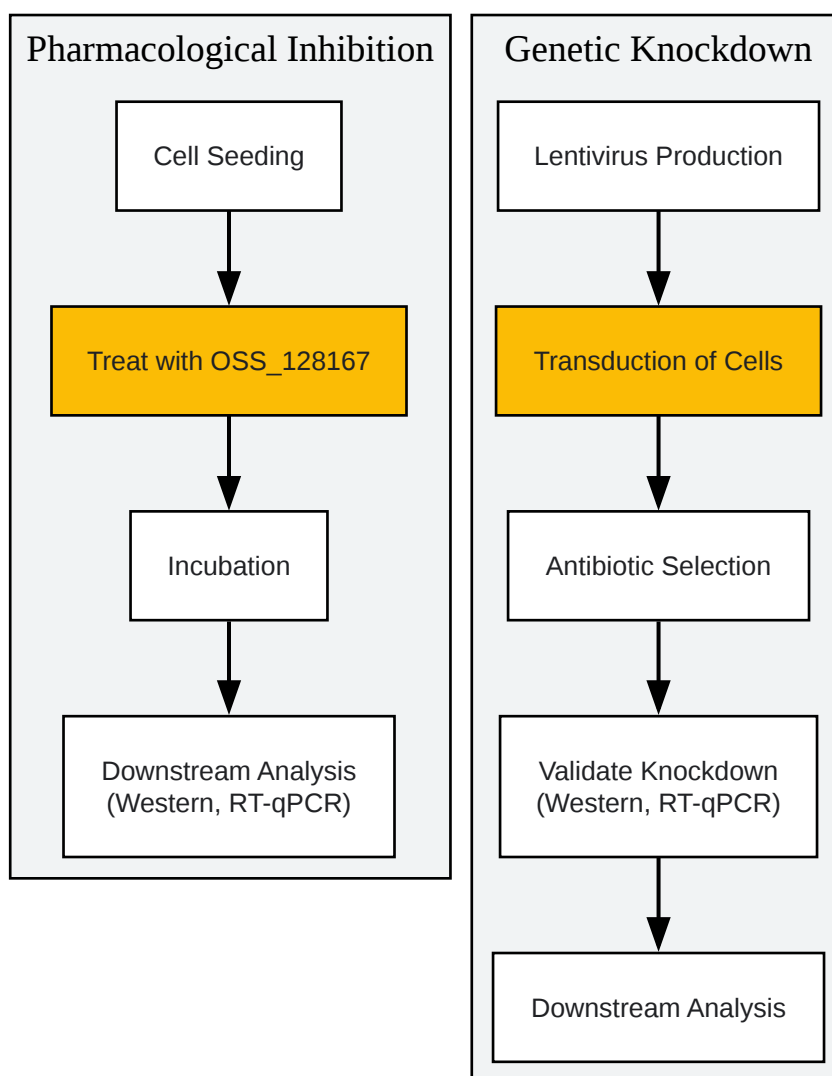 Pharmacological Inhibition
Cell Seeding
Treat with OSS_128167
Incubation
Downstream Analysis
(Western, RT-qPCR)
Genetic Knockdown
Lentivirus Production
Transduction of Cells
Antibiotic Selection
Validate Knockdown
(Western, RT-qPCR)
Downstream Analysis